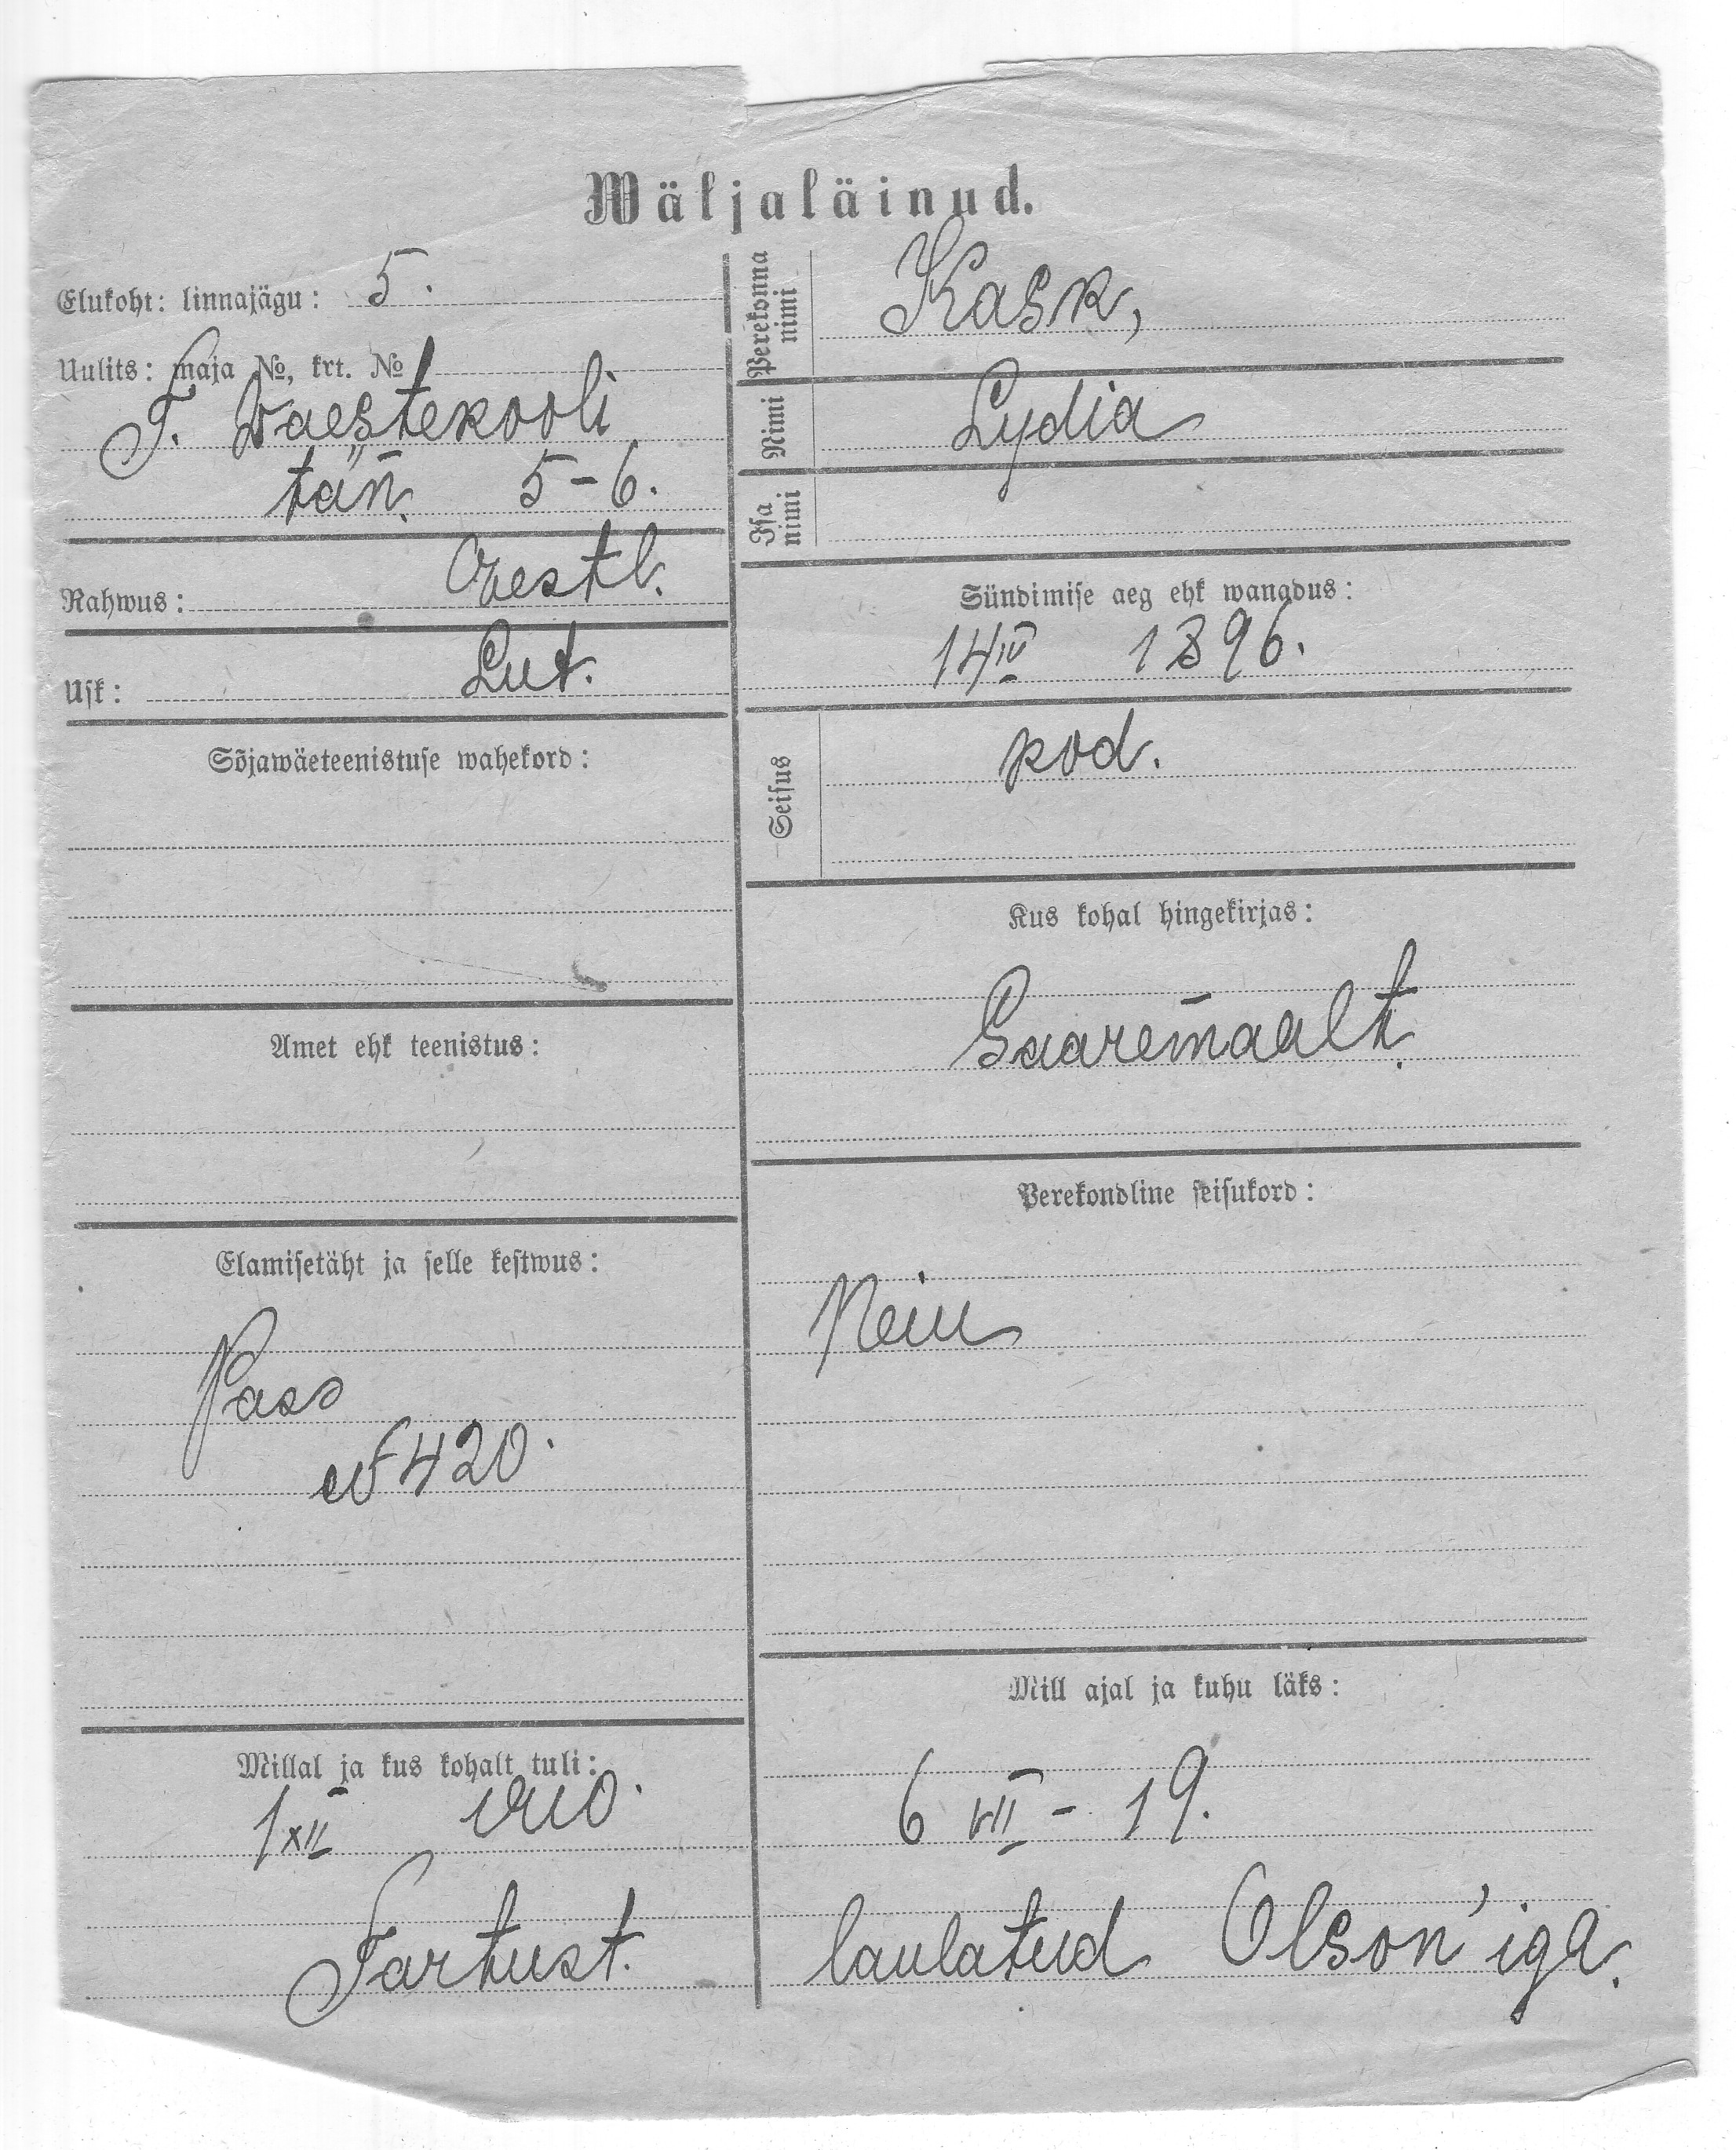 Wäljaläinud.
Elukoht: linnajägu: 5.
Uulits: maja №, krt. №
T. Vaestekooli
tän. 5-6.
Rahwus: Eestl.
Usk: Lut.
Sõjawäeteenistuse wahekord:
Amet ehk teenistus:
Elamisetäht ja selle kestwus:
Pass
№ 420.
Millal ja kus kohalt tuli:
1 XII
Tartust.
Perekonna nimi Kask,
Nimi Lydia
Isa nimi
Sündimise aeg ehk wanadus:
14 IV 1896.
Seisus kod.
Kus kohal hingekirjas:
Saaremaalt.
Perekondline seisukord:
Neiu
Mill ajal ja kuhu läks:
6 VII - 19.
laulatud Olson'iga.